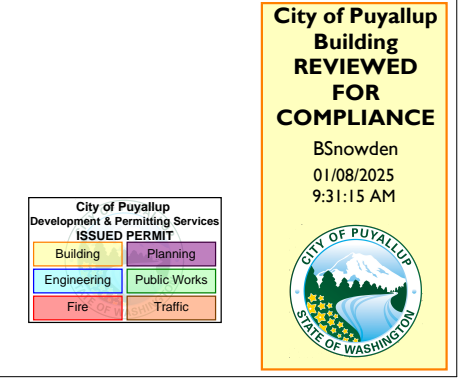 City of Puyallup
Building
REVIEWED
FOR
COMPLIANCE
BSnowden
01/08/2025
9:31:15 AM
CITY OF PUYALLUP
STATE OF WASHINGTON
City of Puyallup
Development & Permitting Services
ISSUED PERMIT
Building Planning
Engineering Public Works
Fire Traffic